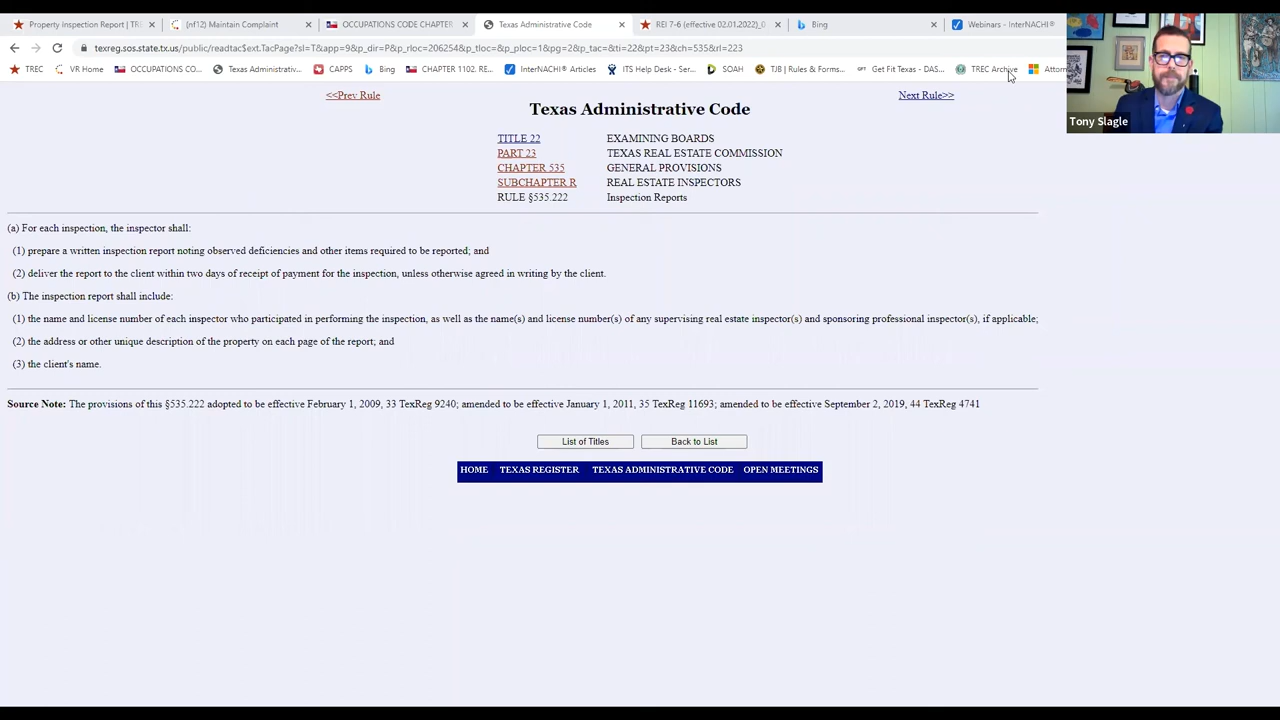 Property Inspection Report | TRE
(nf12) Maintain Complaint
OCCUPATIONS CODE CHAPTER
Texas Administrative Code
REI 7-6 (effective 02.01.2022)_0
Bing
Webinars - InterNACHI®
texreg.sos.state.tx.us/public/readtac$ext.TacPage?sl=T&app=9&p_dir=P&p_rloc=206254&p_tloc=&p_ploc=1&pg=2&p_tac=&ti=22&pt=23&ch=535&rl=223
TREC
VR Home
OCCUPATIONS CO...
Texas Administrativ...
CAPPS
Bing
CHAPTER 1102. RE...
InterNACHI® Articles
ITS Help Desk - Ser...
SOAH
TJB | Rules & Forms...
Get Fit Texas - DAS...
TREC Archive
Attorn
Tony Slagle
<<Prev Rule
Next Rule>>
Texas Administrative Code
TITLE 22 EXAMINING BOARDS
PART 23 TEXAS REAL ESTATE COMMISSION
CHAPTER 535 GENERAL PROVISIONS
SUBCHAPTER R REAL ESTATE INSPECTORS
RULE §535.222 Inspection Reports
(a) For each inspection, the inspector shall:
(1) prepare a written inspection report noting observed deficiencies and other items required to be reported; and
(2) deliver the report to the client within two days of receipt of payment for the inspection, unless otherwise agreed in writing by the client.
(b) The inspection report shall include:
(1) the name and license number of each inspector who participated in performing the inspection, as well as the name(s) and license number(s) of any supervising real estate inspector(s) and sponsoring professional inspector(s), if applicable;
(2) the address or other unique description of the property on each page of the report; and
(3) the client's name.
Source Note: The provisions of this §535.222 adopted to be effective February 1, 2009, 33 TexReg 9240; amended to be effective January 1, 2011, 35 TexReg 11693; amended to be effective September 2, 2019, 44 TexReg 4741
List of Titles
Back to List
HOME TEXAS REGISTER TEXAS ADMINISTRATIVE CODE OPEN MEETINGS